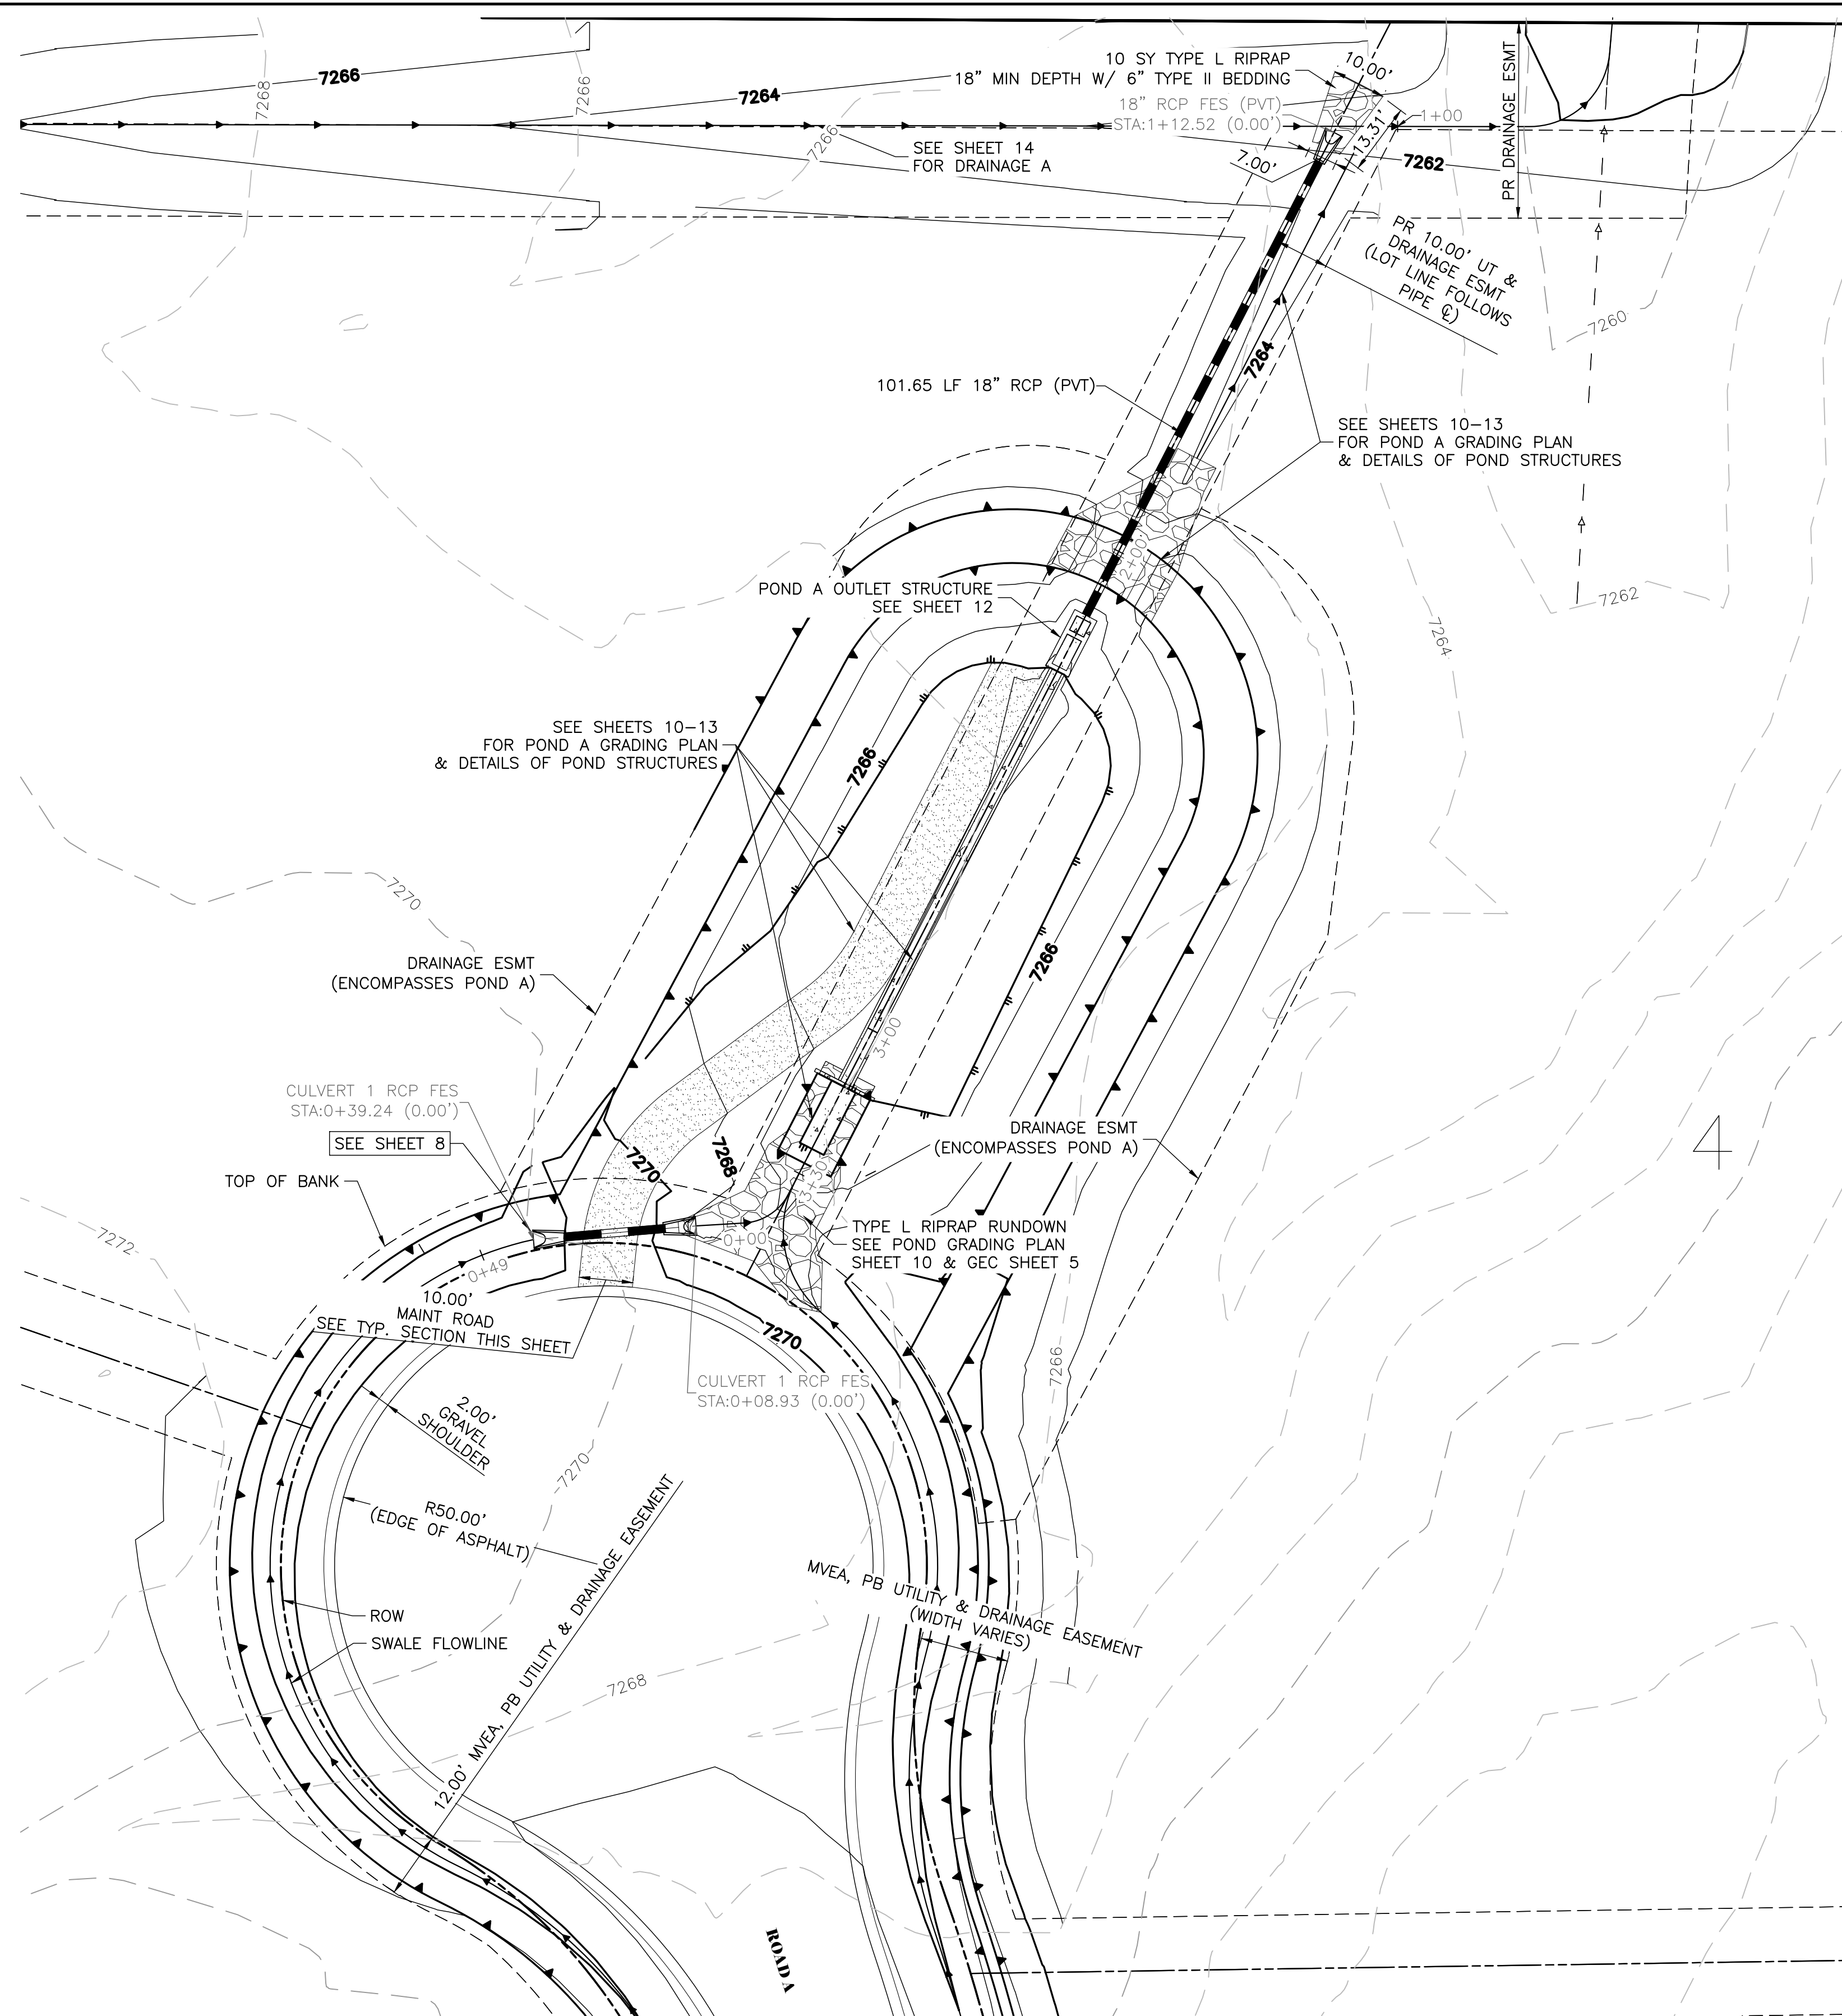 10 SY TYPE L RIPRAP
18" MIN DEPTH W/ 6" TYPE II BEDDING
18" RCP FES (PVT)
STA:1+12.52 (0.00')
10.00'
13.31'
1+00
7.00'
7262
PR DRAINAGE ESMT
7268
7266
7266
7264
7266
SEE SHEET 14
FOR DRAINAGE A
PR 10.00' UT &
DRAINAGE ESMT
(LOT LINE FOLLOWS
PIPE ℄)
7260
7264
101.65 LF 18" RCP (PVT)
SEE SHEETS 10-13
FOR POND A GRADING PLAN
& DETAILS OF POND STRUCTURES
2+00
POND A OUTLET STRUCTURE
SEE SHEET 12
7262
7264
SEE SHEETS 10-13
FOR POND A GRADING PLAN
& DETAILS OF POND STRUCTURES
7266
7270
7266
DRAINAGE ESMT
(ENCOMPASSES POND A)
3+00
CULVERT 1 RCP FES
STA:0+39.24 (0.00')
SEE SHEET 8
TOP OF BANK
7270
7268
DRAINAGE ESMT
(ENCOMPASSES POND A)
4
3+30
TYPE L RIPRAP RUNDOWN
SEE POND GRADING PLAN
SHEET 10 & GEC SHEET 5
7272
0+00
0+49
10.00'
MAINT ROAD
SEE TYP. SECTION THIS SHEET
7270
7266
CULVERT 1 RCP FES
STA:0+08.93 (0.00')
2.00'
GRAVEL
SHOULDER
7270
R50.00'
(EDGE OF ASPHALT)
MVEA, PB UTILITY & DRAINAGE EASEMENT
(WIDTH VARIES)
ROW
SWALE FLOWLINE
12.00' MVEA, PB UTILITY & DRAINAGE EASEMENT
7268
ROAD A